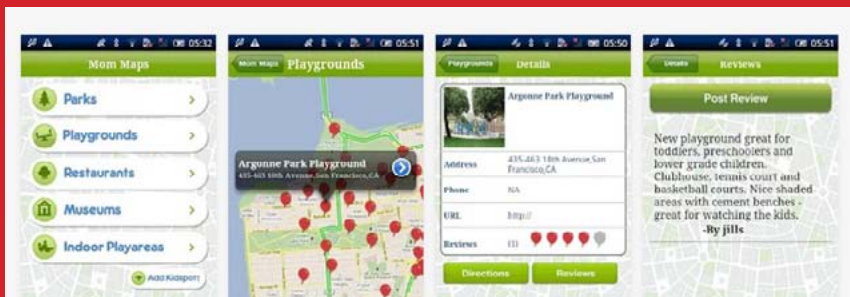 05:32
Mom Maps
Parks
Playgrounds
Restaurants
Museums
Indoor Playareas
Add Kidspot
05:51
Mom Maps
Playgrounds
Argonne Park Playground
435-463 18th Avenue,San Francisco,CA
05:50
Playgrounds
Details
Argonne Park Playground
Address
435-463 18th Avenue,San
Francisco,CA
Phone
NA
URL
http://
Reviews
(1)
Directions
Reviews
05:51
Details
Reviews
Post Review
New playground great for
toddlers, preschoolers and
lower grade children.
Clubhouse, tennis court and
basketball courts. Nice shaded
areas with cement benches -
great for watching the kids.
-By jills